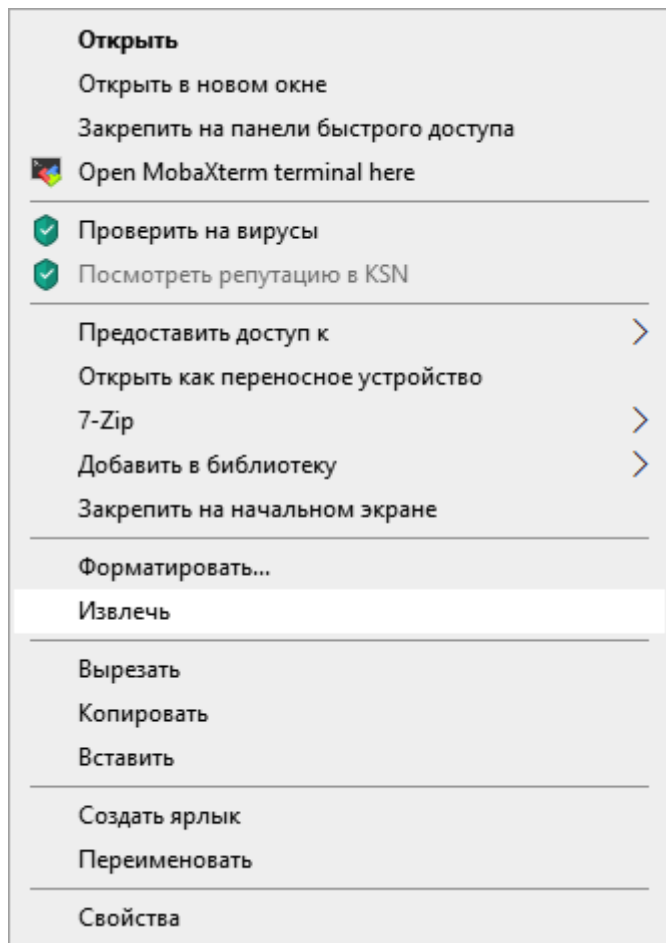 Открыть
Открыть в новом окне
Закрепить на панели быстрого доступа
Open MobaXterm terminal here
Проверить на вирусы
Посмотреть репутацию в KSN
Предоставить доступ к
Открыть как переносное устройство
7-Zip
Добавить в библиотеку
Закрепить на начальном экране
Форматировать...
Извлечь
Вырезать
Копировать
Вставить
Создать ярлык
Переименовать
Свойства